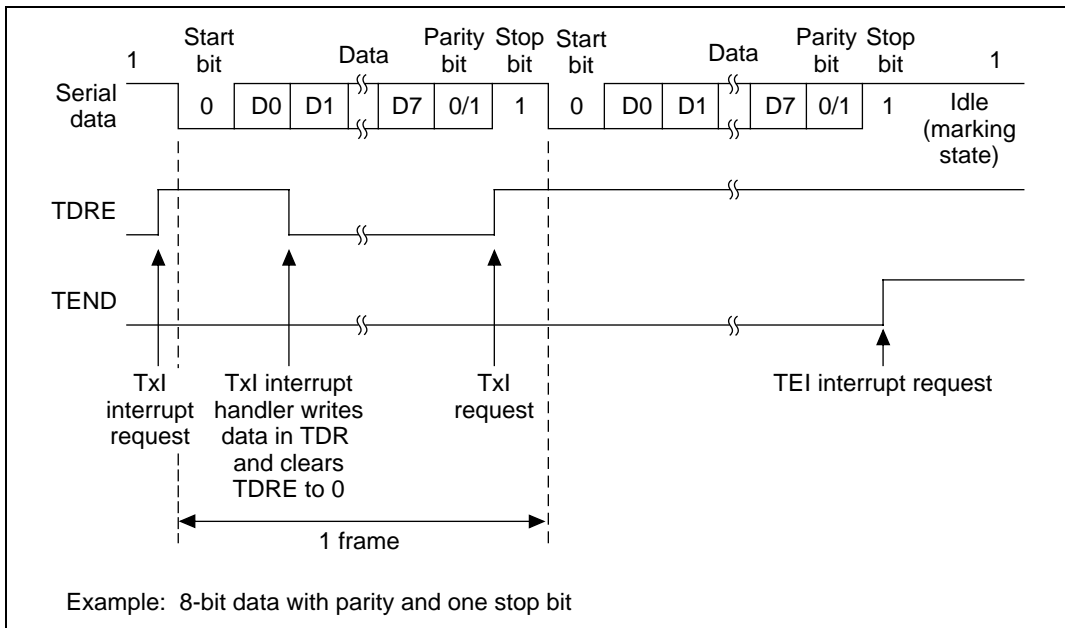 1
Start
bit
Data
Parity
bit
Stop
bit
Start
bit
Data
Parity
bit
Stop
bit
1
Serial
data
0 D0 D1 D7 0/1 1 0 D0 D1 D7 0/1 1
Idle
(marking
state)
TDRE
TEND
TxI
interrupt
request
TxI interrupt
handler writes
data in TDR
and clears
TDRE to 0
TxI
request
TEI interrupt request
1 frame
Example: 8-bit data with parity and one stop bit